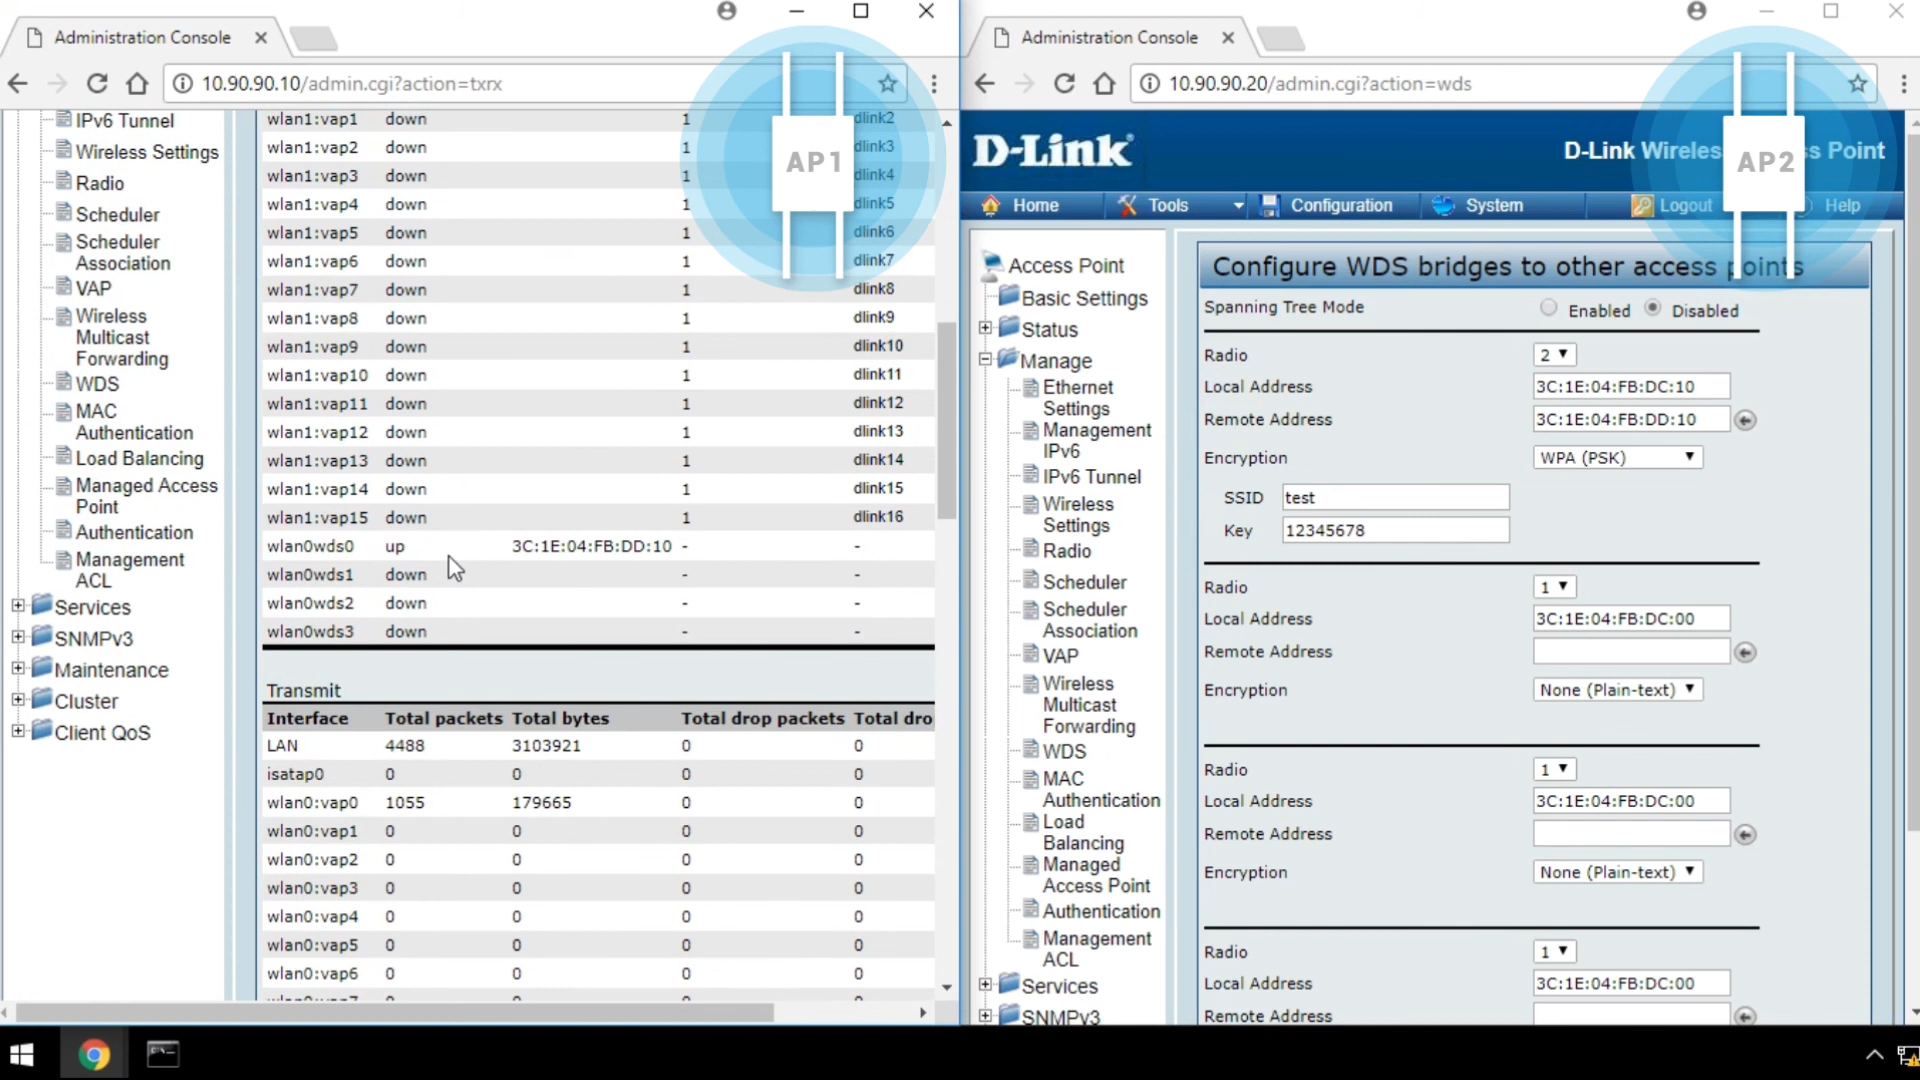 Administration Console
10.90.90.10/admin.cgi?action=txrx
IPv6 Tunnel
Wireless Settings
Radio
Scheduler
Scheduler
Association
VAP
Wireless
Multicast
Forwarding
WDS
MAC
Authentication
Load Balancing
Managed Access
Point
Authentication
Management
ACL
Services
SNMPv3
Maintenance
Cluster
Client QoS
wlan1:vap1 down 1 dlink2
wlan1:vap2 down 1 dlink3
wlan1:vap3 down 1 dlink4
wlan1:vap4 down 1 dlink5
wlan1:vap5 down 1 dlink6
wlan1:vap6 down 1 dlink7
wlan1:vap7 down 1 dlink8
wlan1:vap8 down 1 dlink9
wlan1:vap9 down 1 dlink10
wlan1:vap10 down 1 dlink11
wlan1:vap11 down 1 dlink12
wlan1:vap12 down 1 dlink13
wlan1:vap13 down 1 dlink14
wlan1:vap14 down 1 dlink15
wlan1:vap15 down 1 dlink16
wlan0wds0 up 3C:1E:04:FB:DD:10 - -
wlan0wds1 down - -
wlan0wds2 down - -
wlan0wds3 down - -
Transmit
Interface Total packets Total bytes Total drop packets Total dro
LAN 4488 3103921 0 0
isatap0 0 0 0 0
wlan0:vap0 1055 179665 0 0
wlan0:vap1 0 0 0 0
wlan0:vap2 0 0 0 0
wlan0:vap3 0 0 0 0
wlan0:vap4 0 0 0 0
wlan0:vap5 0 0 0 0
wlan0:vap6 0 0 0 0
AP1
Administration Console
10.90.90.20/admin.cgi?action=wds
D-Link
D-Link Wireles s Point
AP2
Home Tools Configuration System Logout Help
Access Point
Basic Settings
Status
Manage
Ethernet
Settings
Management
IPv6
IPv6 Tunnel
Wireless
Settings
Radio
Scheduler
Scheduler
Association
VAP
Wireless
Multicast
Forwarding
WDS
MAC
Authentication
Load
Balancing
Managed
Access Point
Authentication
Management
ACL
Services
SNMPv3
Configure WDS bridges to other access points
Spanning Tree Mode Enabled Disabled
Radio 2
Local Address 3C:1E:04:FB:DC:10
Remote Address 3C:1E:04:FB:DD:10
Encryption WPA (PSK)
SSID test
Key 12345678
Radio 1
Local Address 3C:1E:04:FB:DC:00
Remote Address
Encryption None (Plain-text)
Radio 1
Local Address 3C:1E:04:FB:DC:00
Remote Address
Encryption None (Plain-text)
Radio 1
Local Address 3C:1E:04:FB:DC:00
Remote Address